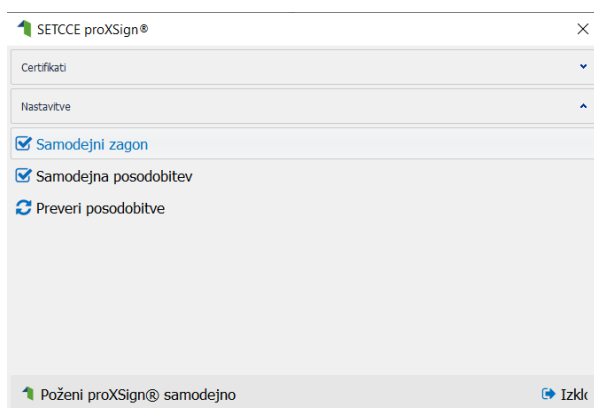 SETCCE proXSign®
Certifikati
Nastavitve
Samodejni zagon
Samodejna posodobitev
Preveri posodobitve
Poženi proXSign® samodejno